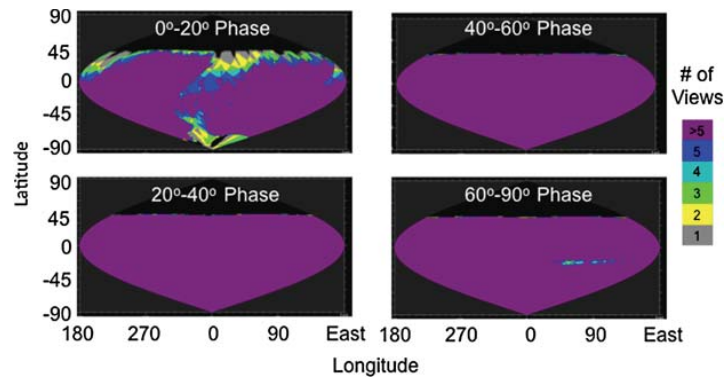 90
45
0
-45
-90
0º-20º Phase
40º-60º Phase
# of
Views
>5
5
4
3
2
1
Latitude
90
45
0
-45
-90
20º-40º Phase
60º-90º Phase
180 270 0 90 East
180 270 0 90 East
Longitude